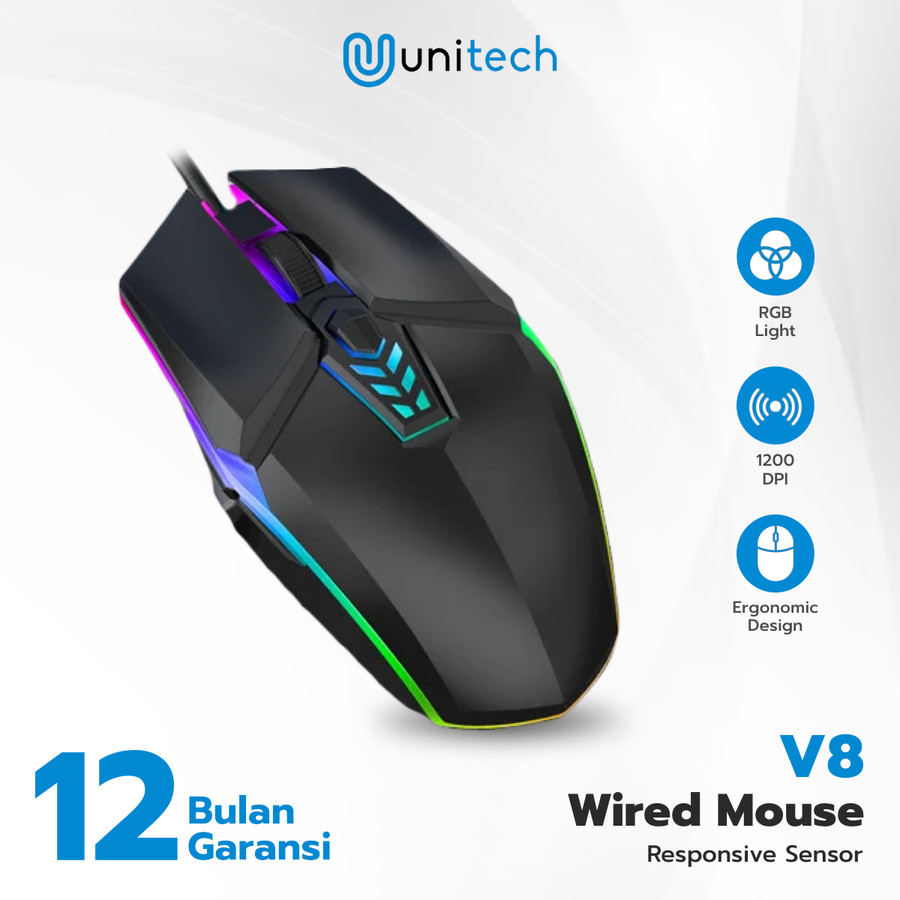 unitech
RGB
Light
1200
DPI
Ergonomic
Design
12
Bulan
Garansi
V8
Wired Mouse
Responsive Sensor